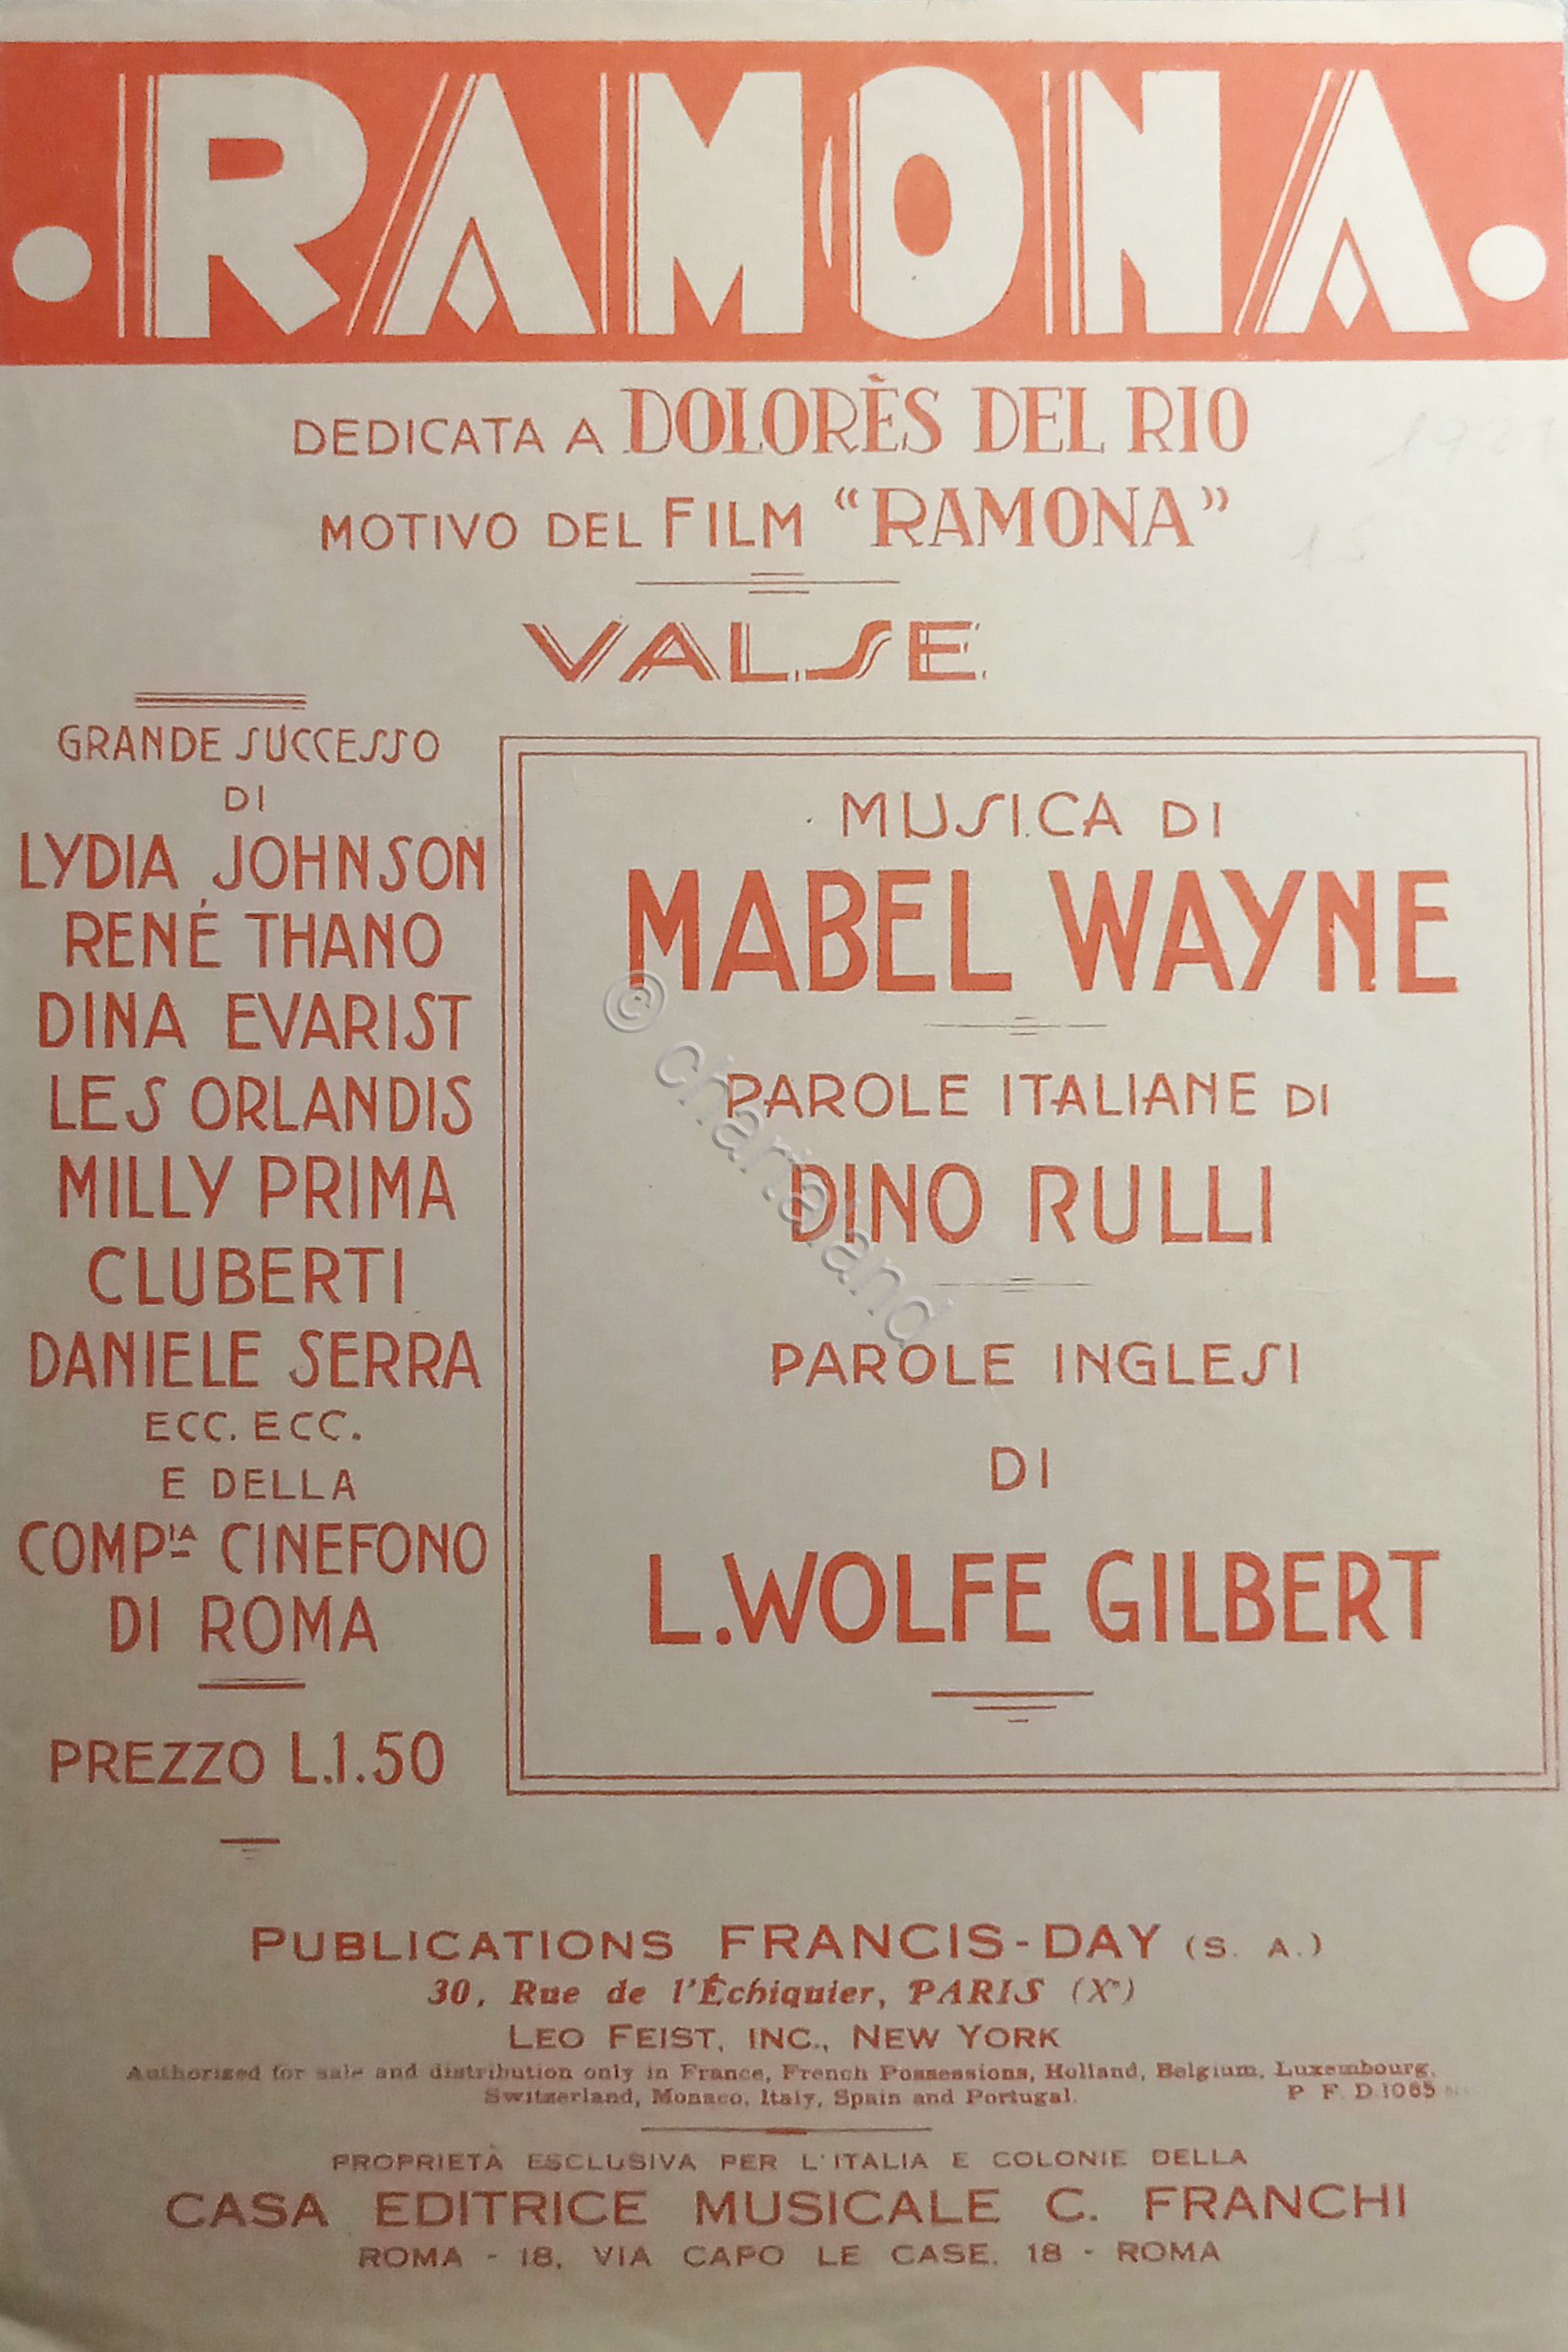 .RAMONA.
DEDICATA A DOLORÈS DEL RIO
MOTIVO DEL FILM “RAMONA”
VALSE
GRANDE SUCCESSO
DI
LYDIA JOHNSON
RENÉ THANO
DINA EVARIST
LES ORLANDIS
MILLY PRIMA
CLUBERTI
DANIELE SERRA
ECC. ECC.
E DELLA
COMPIA CINEFONO
DI ROMA
PREZZO L.1.50
MUSICA DI
MABEL WAYNE
PAROLE ITALIANE DI
DINO RULLI
PAROLE INGLESI
DI
L. WOLFE GILBERT
© chartaland
PUBLICATIONS FRANCIS-DAY (S. A.)
30, Rue de l'Échiquier, PARIS (Xe)
LEO FEIST, INC., NEW YORK
Authorized for sale and distribution only in France, French Possessions, Holland, Belgium, Luxembourg,
Switzerland, Monaco, Italy, Spain and Portugal.
P F. D 1065
PROPRIETÀ ESCLUSIVA PER L'ITALIA E COLONIE DELLA
CASA EDITRICE MUSICALE C. FRANCHI
ROMA - 18, VIA CAPO LE CASE, 18 - ROMA